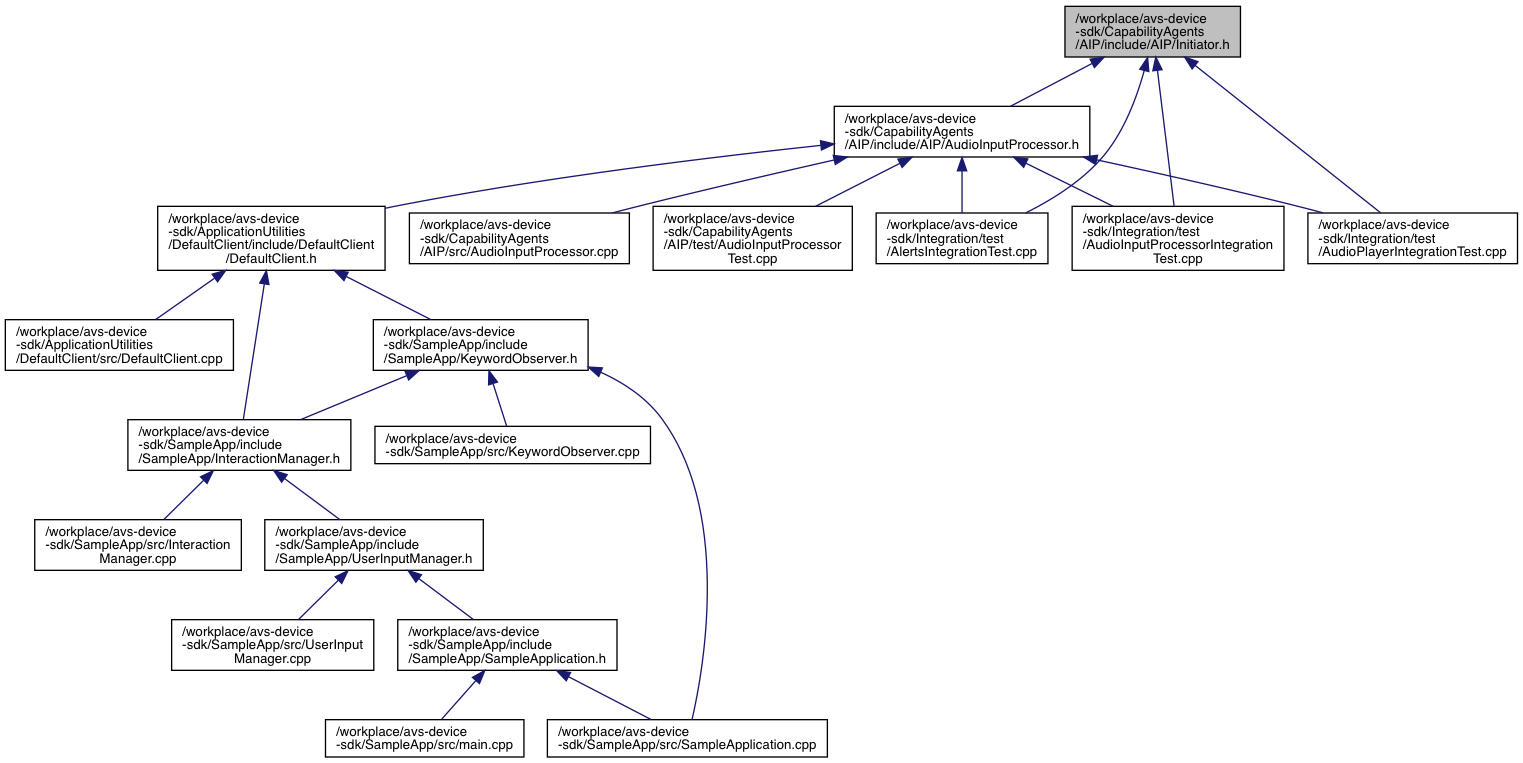 /workplace/avs-device
-sdk/CapabilityAgents
/AIP/include/AIP/Initiator.h
/workplace/avs-device
-sdk/CapabilityAgents
/AIP/include/AIP/AudioInputProcessor.h
/workplace/avs-device
-sdk/ApplicationUtilities
/DefaultClient/include/DefaultClient
/DefaultClient.h
/workplace/avs-device
-sdk/CapabilityAgents
/AIP/src/AudioInputProcessor.cpp
/workplace/avs-device
-sdk/CapabilityAgents
/AIP/test/AudioInputProcessor
Test.cpp
/workplace/avs-device
-sdk/Integration/test
/AlertsIntegrationTest.cpp
/workplace/avs-device
-sdk/Integration/test
/AudioInputProcessorIntegration
Test.cpp
/workplace/avs-device
-sdk/Integration/test
/AudioPlayerIntegrationTest.cpp
/workplace/avs-device
-sdk/ApplicationUtilities
/DefaultClient/src/DefaultClient.cpp
/workplace/avs-device
-sdk/SampleApp/include
/SampleApp/KeywordObserver.h
/workplace/avs-device
-sdk/SampleApp/include
/SampleApp/InteractionManager.h
/workplace/avs-device
-sdk/SampleApp/src/KeywordObserver.cpp
/workplace/avs-device
-sdk/SampleApp/src/Interaction
Manager.cpp
/workplace/avs-device
-sdk/SampleApp/include
/SampleApp/UserInputManager.h
/workplace/avs-device
-sdk/SampleApp/src/UserInput
Manager.cpp
/workplace/avs-device
-sdk/SampleApp/include
/SampleApp/SampleApplication.h
/workplace/avs-device
-sdk/SampleApp/src/main.cpp
/workplace/avs-device
-sdk/SampleApp/src/SampleApplication.cpp